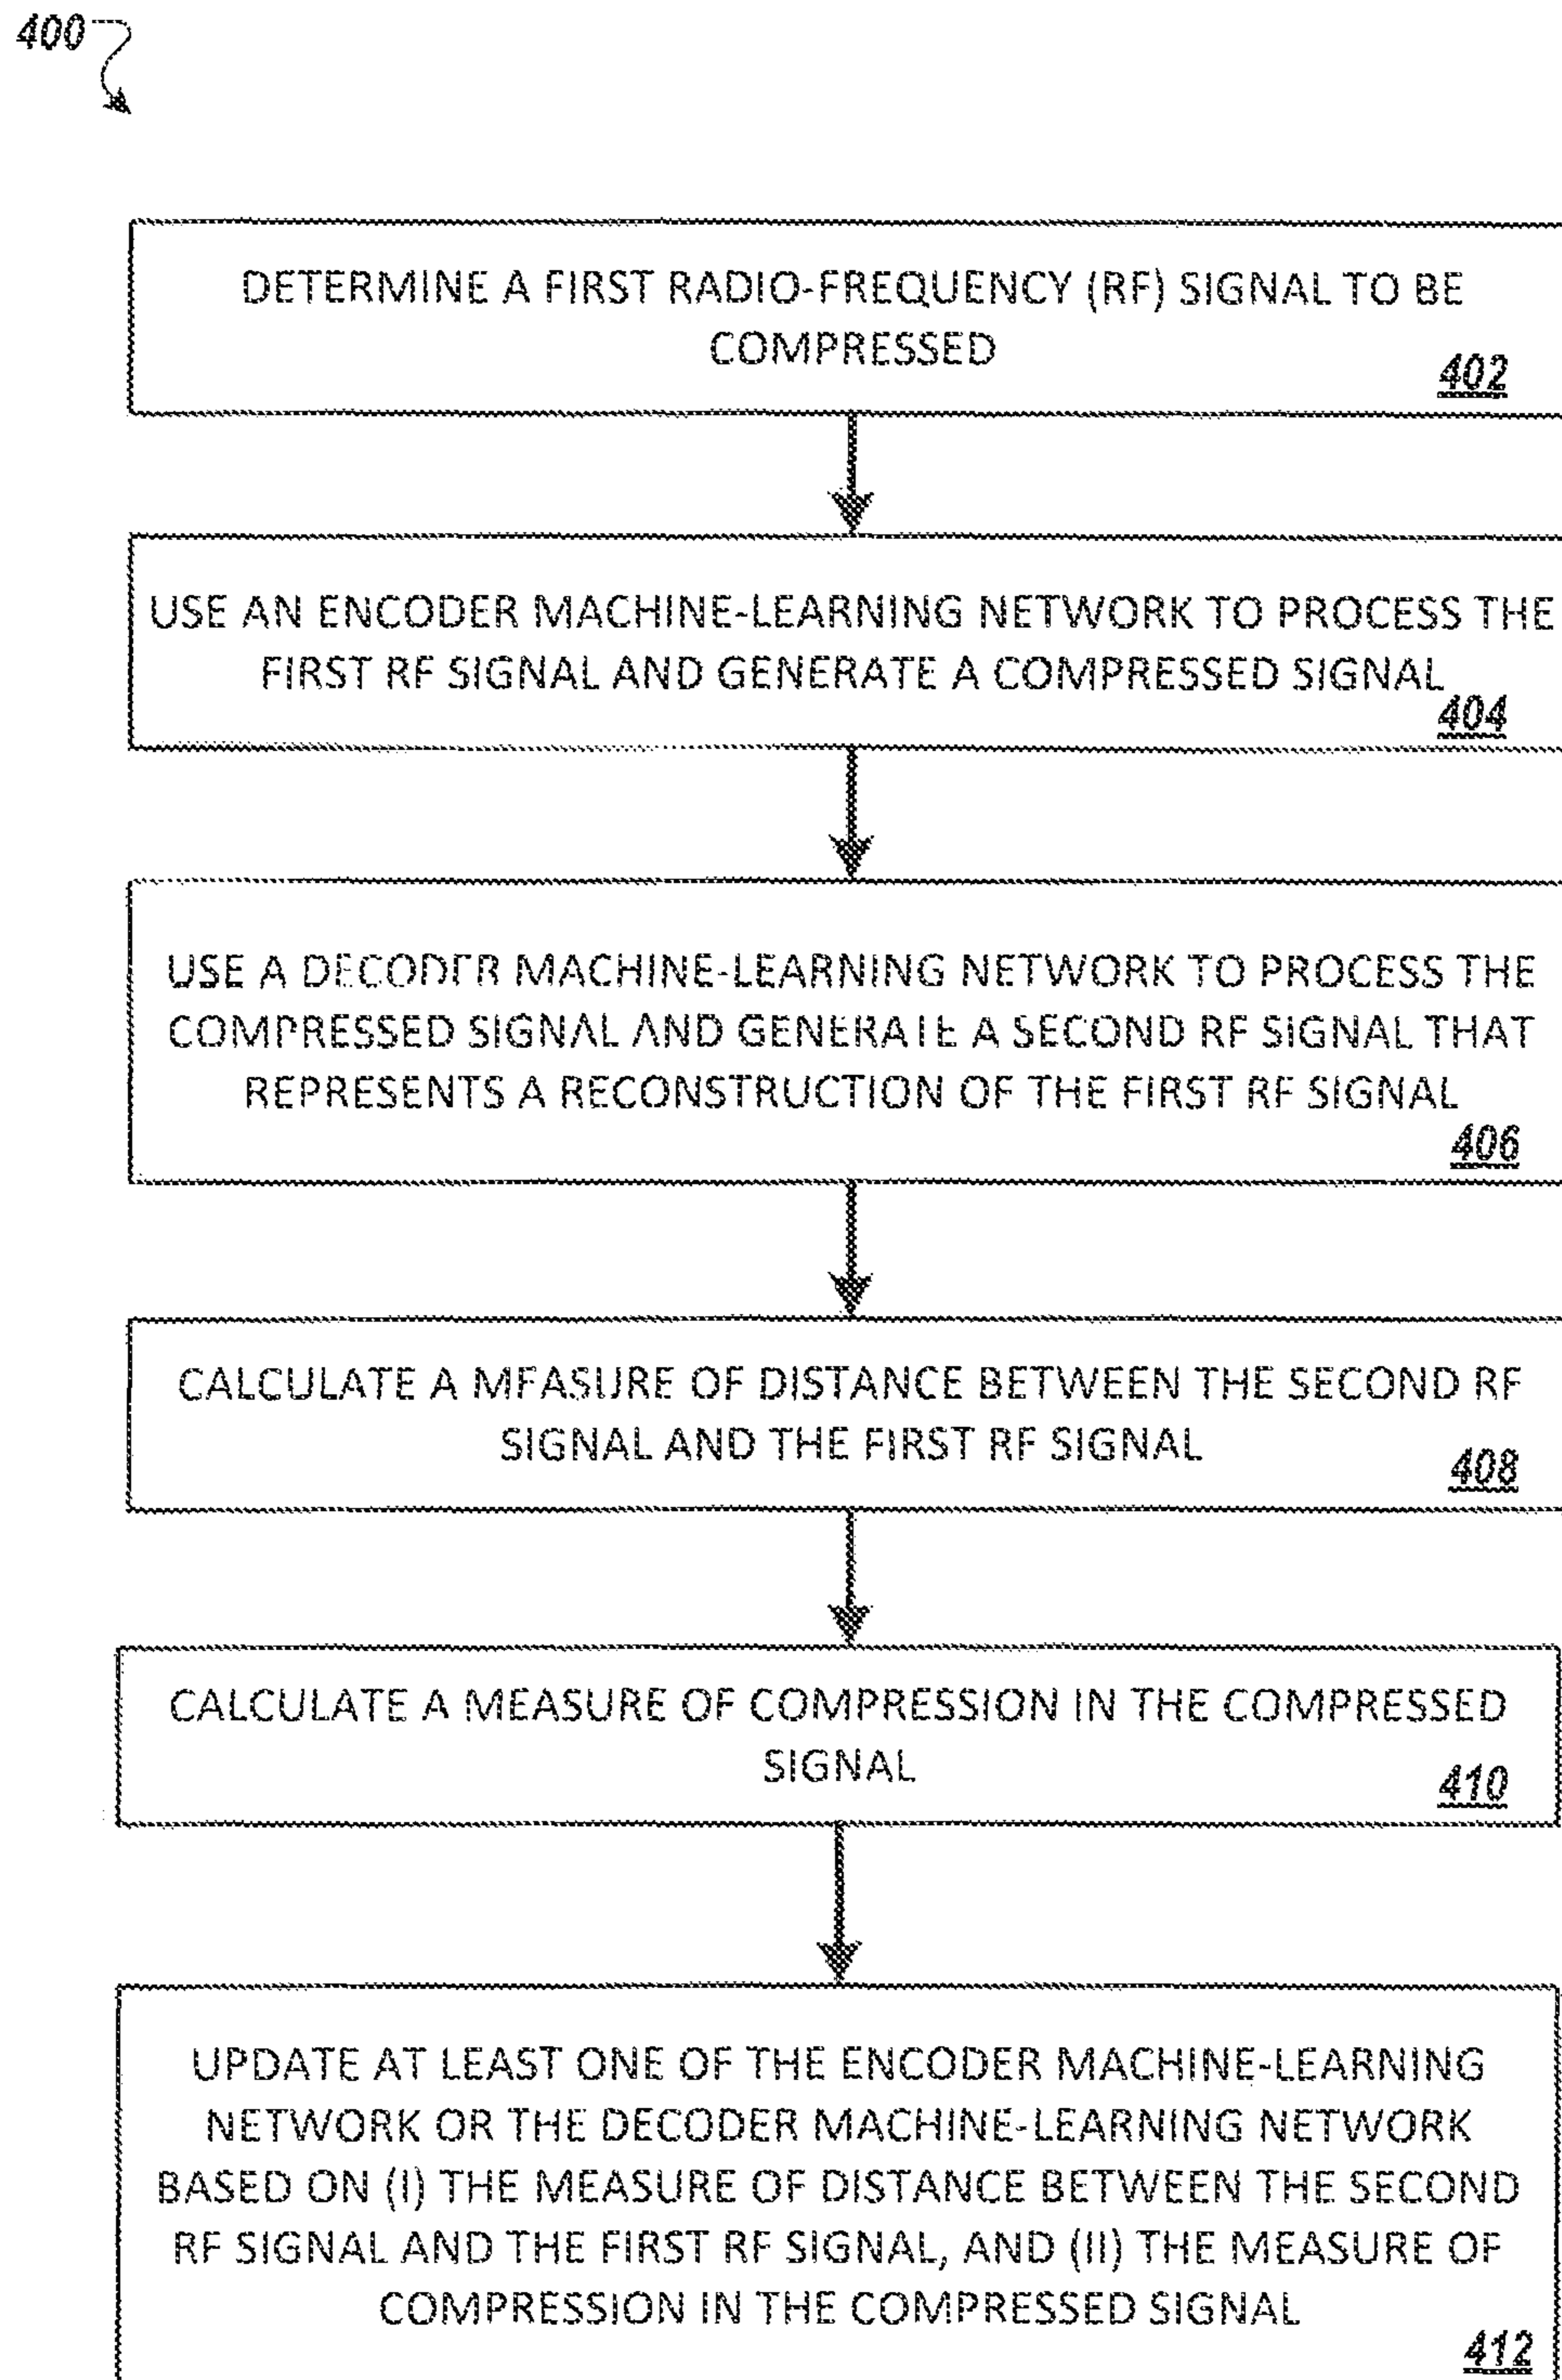 400
DETERMINE A FIRST RADIO-FREQUENCY (RF) SIGNAL TO BE
COMPRESSED
402
USE AN ENCODER MACHINE-LEARNING NETWORK TO PROCESS THE
FIRST RF SIGNAL AND GENERATE A COMPRESSED SIGNAL
404
USE A DECODER MACHINE-LEARNING NETWORK TO PROCESS THE
COMPRESSED SIGNAL AND GENERATE A SECOND RF SIGNAL THAT
REPRESENTS A RECONSTRUCTION OF THE FIRST RF SIGNAL
406
CALCULATE A MEASURE OF DISTANCE BETWEEN THE SECOND RF
SIGNAL AND THE FIRST RF SIGNAL
408
CALCULATE A MEASURE OF COMPRESSION IN THE COMPRESSED
SIGNAL
410
UPDATE AT LEAST ONE OF THE ENCODER MACHINE-LEARNING
NETWORK OR THE DECODER MACHINE-LEARNING NETWORK
BASED ON (I) THE MEASURE OF DISTANCE BETWEEN THE SECOND
RF SIGNAL AND THE FIRST RF SIGNAL, AND (II) THE MEASURE OF
COMPRESSION IN THE COMPRESSED SIGNAL
412